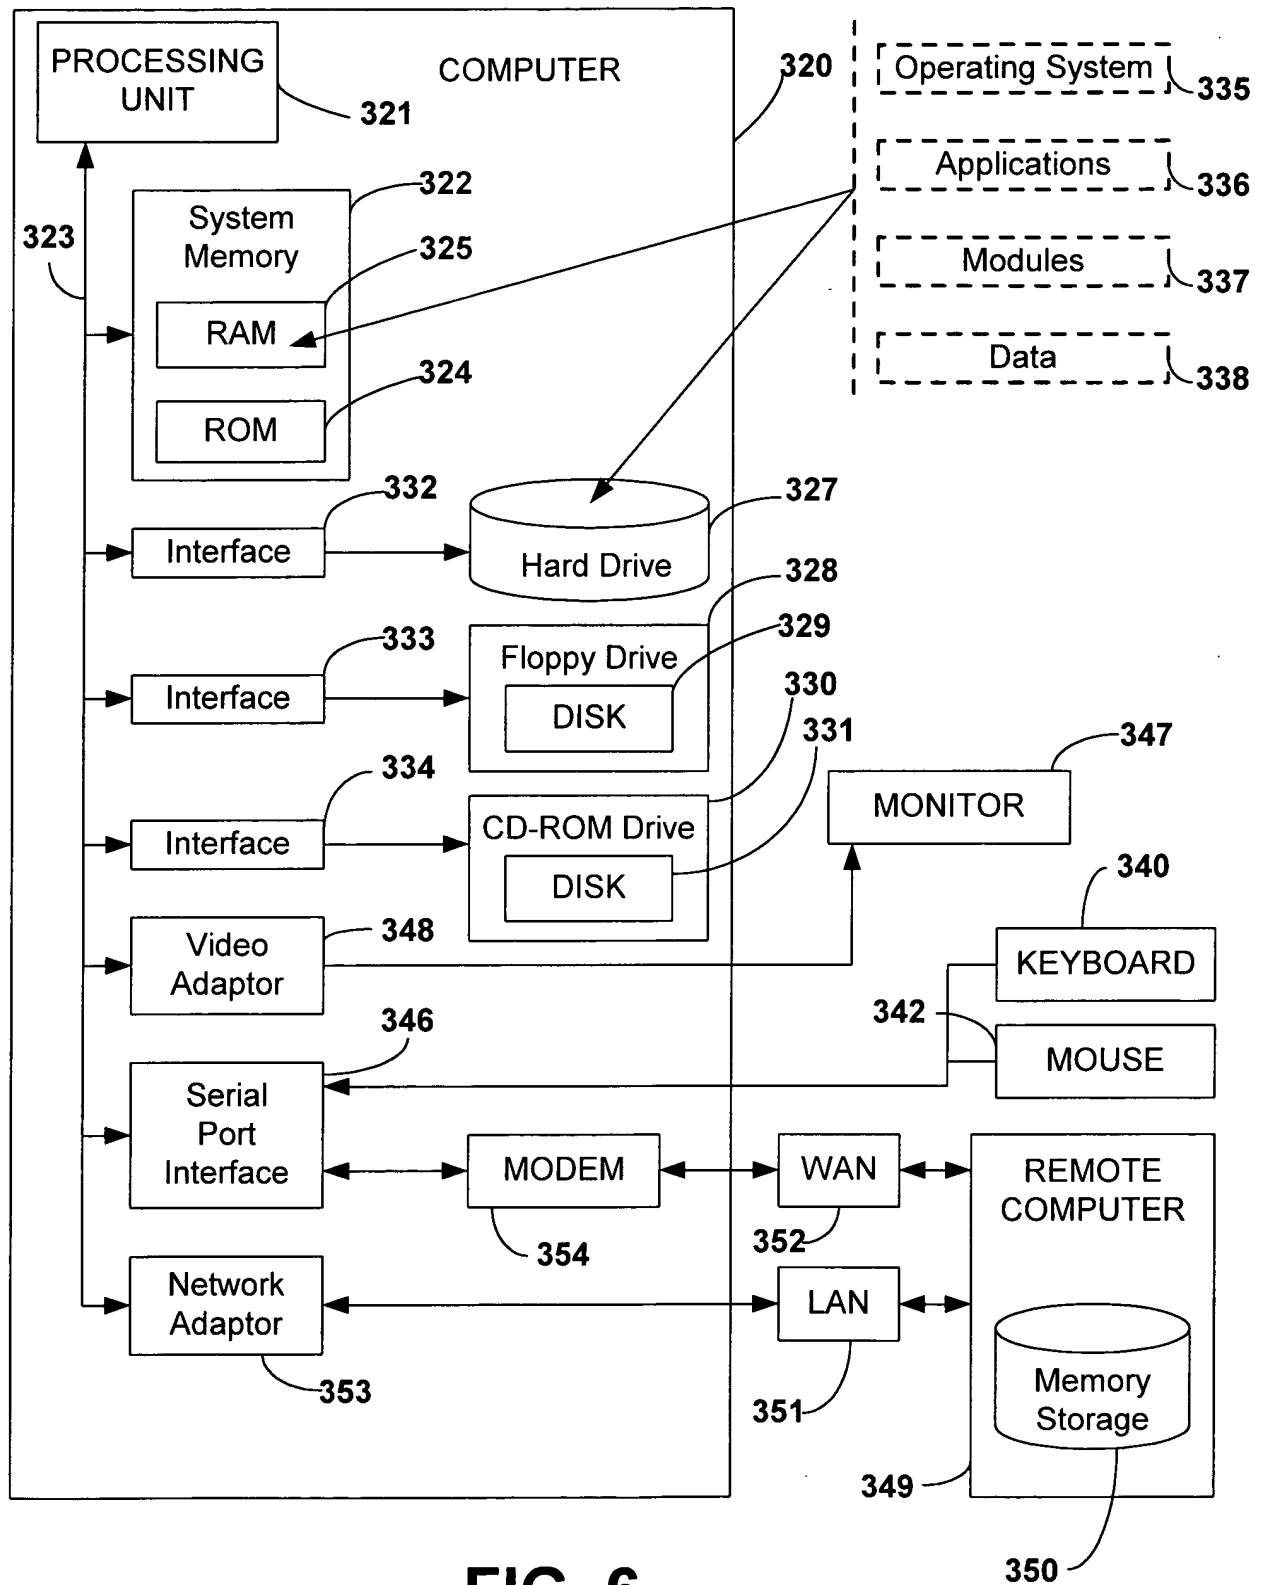 PROCESSING
UNIT
321
COMPUTER
320
Operating System
335
Applications
336
Modules
337
Data
338
323
System
Memory
322
RAM
325
ROM
324
Interface
332
Hard Drive
327
Interface
333
Floppy Drive
328
DISK
329
Interface
334
CD-ROM Drive
330
DISK
331
MONITOR
347
Video
Adaptor
348
KEYBOARD
340
MOUSE
342
Serial
Port
Interface
346
MODEM
354
WAN
352
REMOTE
COMPUTER
349
Network
Adaptor
353
LAN
351
Memory
Storage
350
FIG. 6